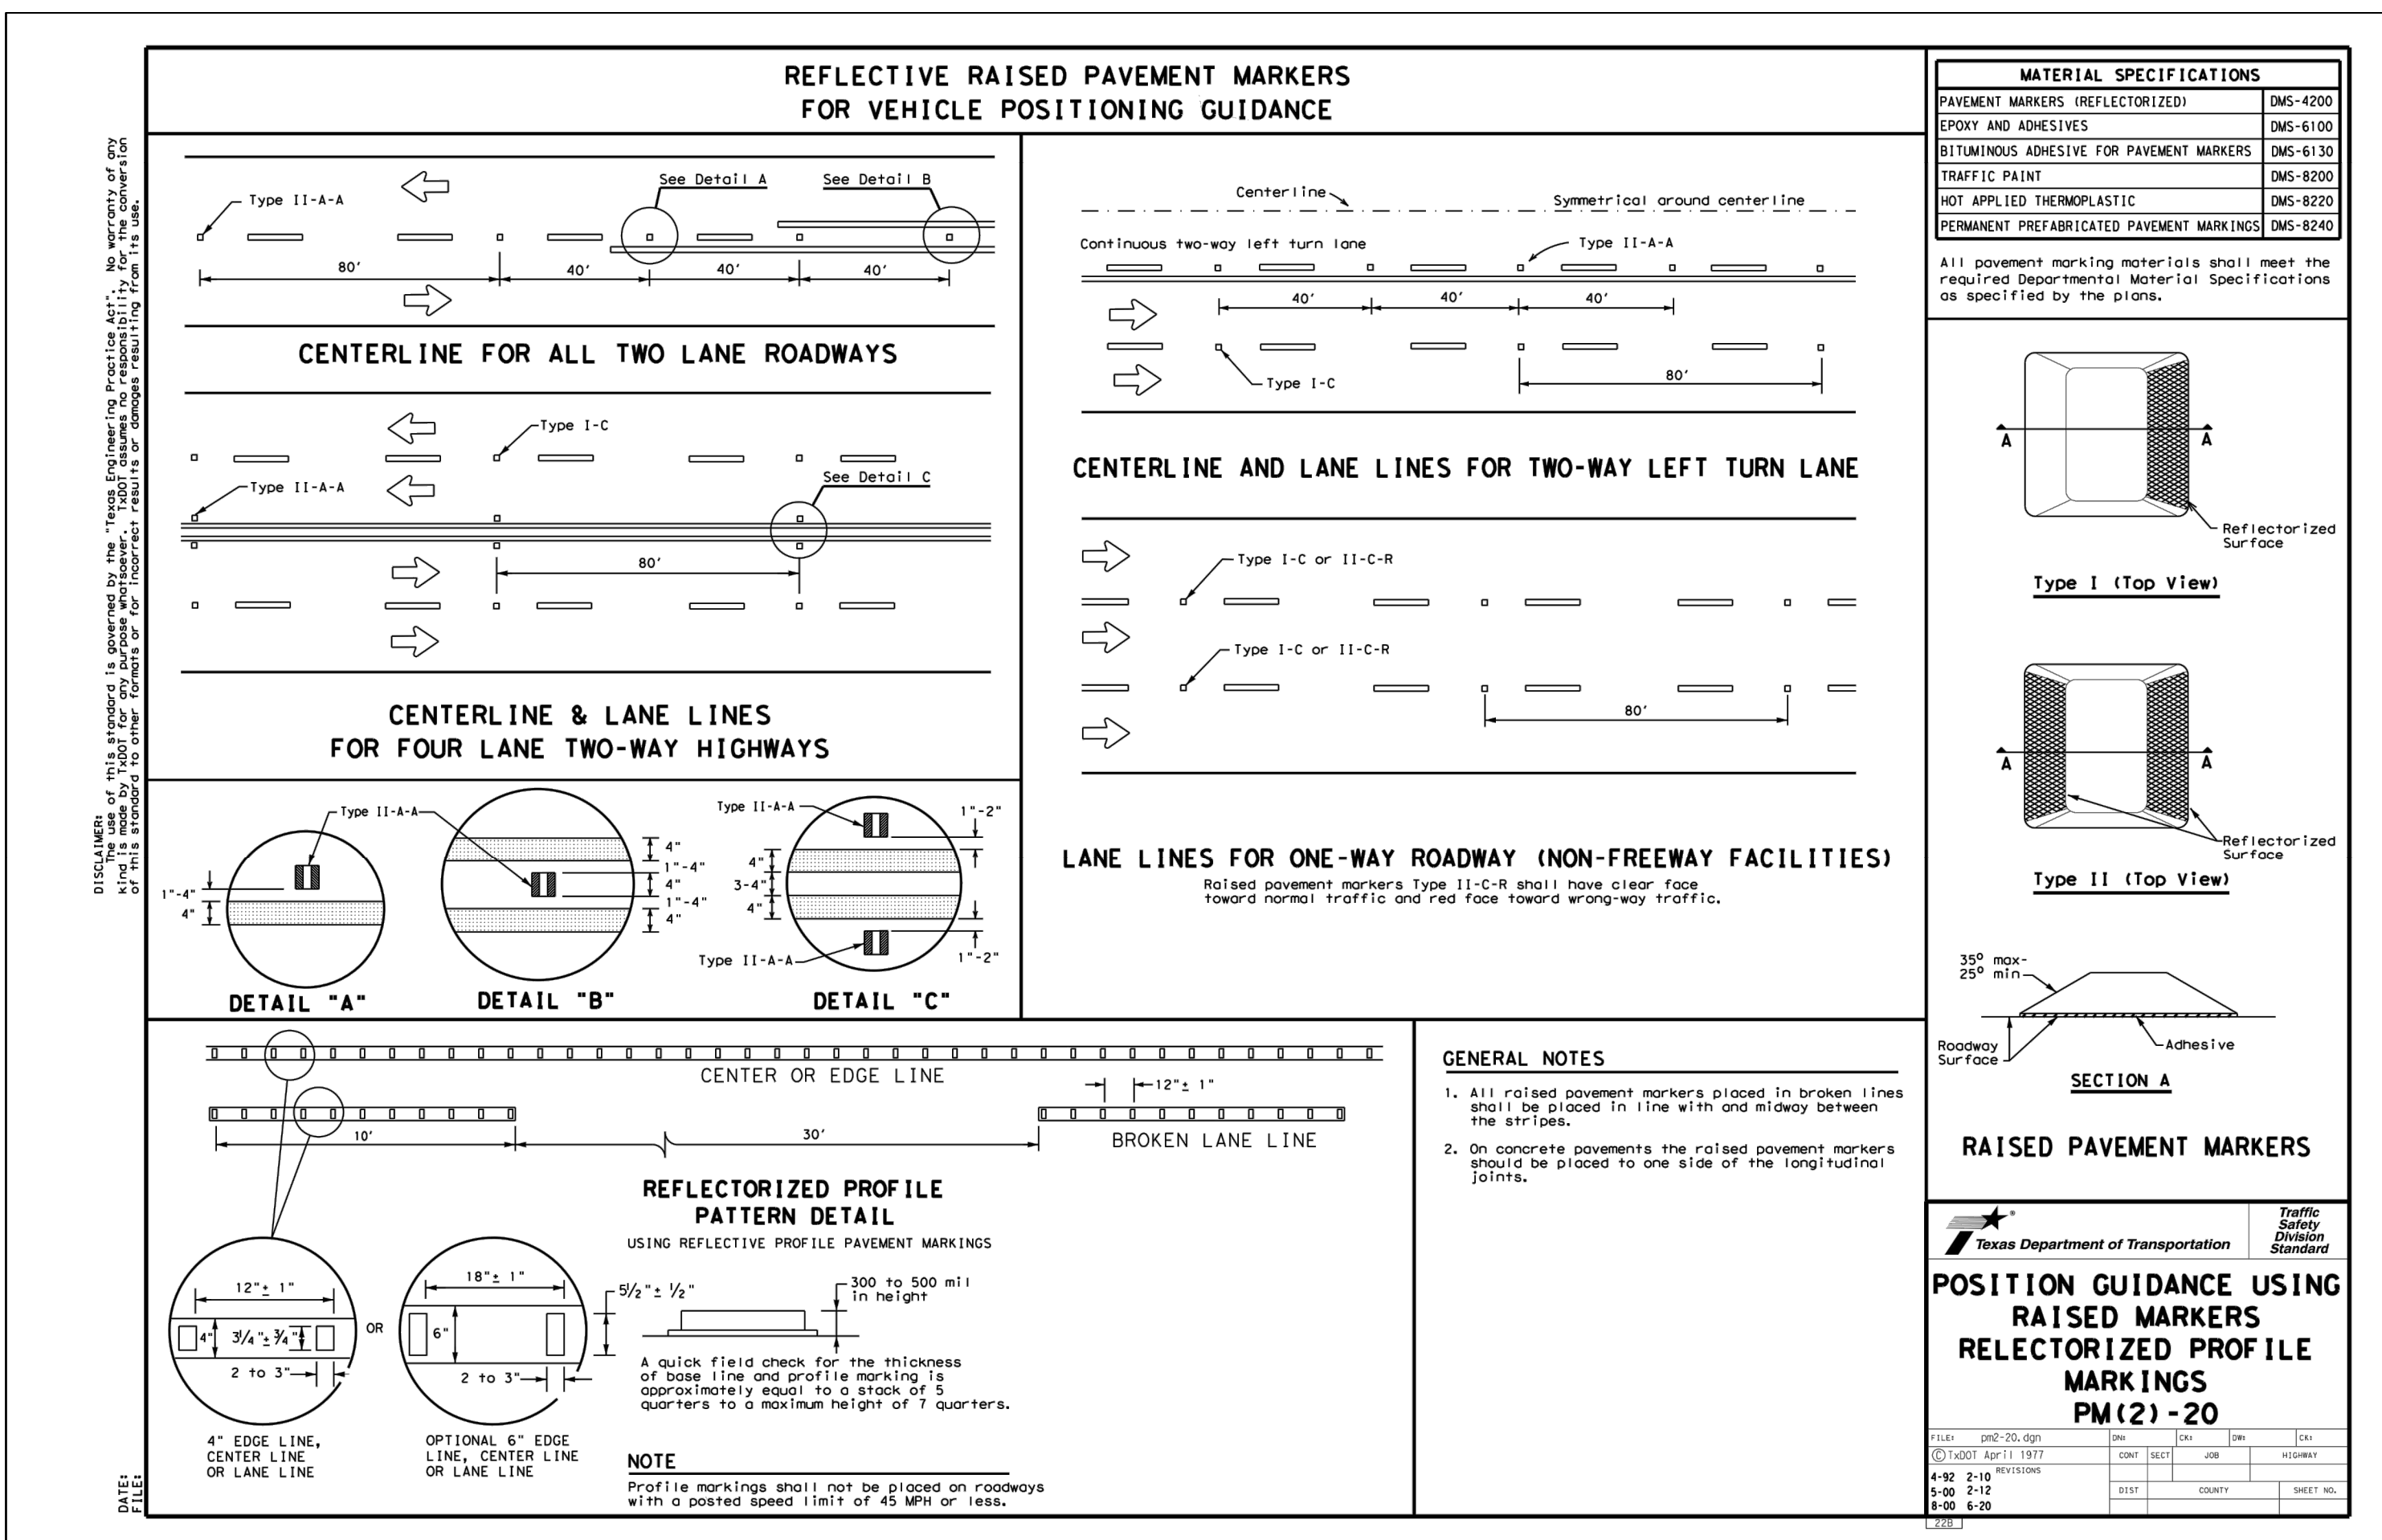 REFLECTIVE RAISED PAVEMENT MARKERS
FOR VEHICLE POSITIONING GUIDANCE
DISCLAIMER:
The use of this standard is governed by the "Texas Engineering Practice Act". No warranty of any
kind is made by TxDOT for any purpose whatsoever. TxDOT assumes no responsibility for the conversion
of this standard to other formats or for incorrect results or damages resulting from its use.
DATE:
FILE:
Type II-A-A
See Detail A
See Detail B
80'
40'
40'
40'
CENTERLINE FOR ALL TWO LANE ROADWAYS
Type I-C
Type II-A-A
See Detail C
80'
CENTERLINE & LANE LINES
FOR FOUR LANE TWO-WAY HIGHWAYS
Type II-A-A
1"-4"
4"
DETAIL "A"
4"
1"-4"
4"
1"-4"
4"
DETAIL "B"
Type II-A-A
1"-2"
4"
3-4"
4"
Type II-A-A
1"-2"
DETAIL "C"
Centerline
Symmetrical around centerline
Continuous two-way left turn lane
Type II-A-A
40'
40'
40'
Type I-C
80'
CENTERLINE AND LANE LINES FOR TWO-WAY LEFT TURN LANE
Type I-C or II-C-R
Type I-C or II-C-R
80'
LANE LINES FOR ONE-WAY ROADWAY (NON-FREEWAY FACILITIES)
Raised pavement markers Type II-C-R shall have clear face
toward normal traffic and red face toward wrong-way traffic.
CENTER OR EDGE LINE
12"± 1"
10'
30'
BROKEN LANE LINE
REFLECTORIZED PROFILE
PATTERN DETAIL
USING REFLECTIVE PROFILE PAVEMENT MARKINGS
12"± 1"
4"
3¼"± ¾"
2 to 3"
4" EDGE LINE,
CENTER LINE
OR LANE LINE
OR
18"± 1"
5½"± ½"
6"
2 to 3"
OPTIONAL 6" EDGE
LINE, CENTER LINE
OR LANE LINE
300 to 500 mil
in height
A quick field check for the thickness
of base line and profile marking is
approximately equal to a stack of 5
quarters to a maximum height of 7 quarters.
NOTE
Profile markings shall not be placed on roadways
with a posted speed limit of 45 MPH or less.
GENERAL NOTES
1. All raised pavement markers placed in broken lines
shall be placed in line with and midway between
the stripes.
2. On concrete pavements the raised pavement markers
should be placed to one side of the longitudinal
joints.
MATERIAL SPECIFICATIONS
PAVEMENT MARKERS (REFLECTORIZED) DMS-4200
EPOXY AND ADHESIVES DMS-6100
BITUMINOUS ADHESIVE FOR PAVEMENT MARKERS DMS-6130
TRAFFIC PAINT DMS-8200
HOT APPLIED THERMOPLASTIC DMS-8220
PERMANENT PREFABRICATED PAVEMENT MARKINGS DMS-8240
All pavement marking materials shall meet the
required Departmental Material Specifications
as specified by the plans.
A A
Reflectorized
Surface
Type I (Top View)
A A
Reflectorized
Surface
Type II (Top View)
35° max-
25° min
Roadway
Surface
Adhesive
SECTION A
RAISED PAVEMENT MARKERS
® Texas Department of Transportation
Traffic
Safety
Division
Standard
POSITION GUIDANCE USING
RAISED MARKERS
RELECTORIZED PROFILE
MARKINGS
PM(2)-20
FILE: pm2-20.dgn DN: CK: DW: CK:
© TxDOT April 1977 CONT SECT JOB HIGHWAY
REVISIONS
4-92 2-10
5-00 2-12
8-00 6-20
DIST COUNTY SHEET NO.
22B